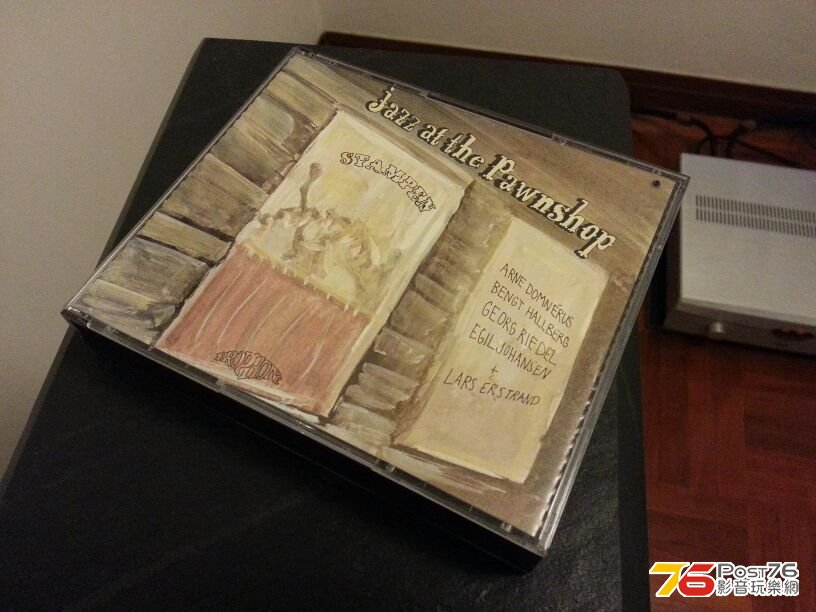 Jazz at the Pawnshop
STAMPEN
ARNE DOMNÉRUS
BENGT HALLBERG
GEORG RIEDEL
EGIL JOHANSEN
+
LARS ERSTRAND
PROPHONE
76 Post76
影音玩樂網